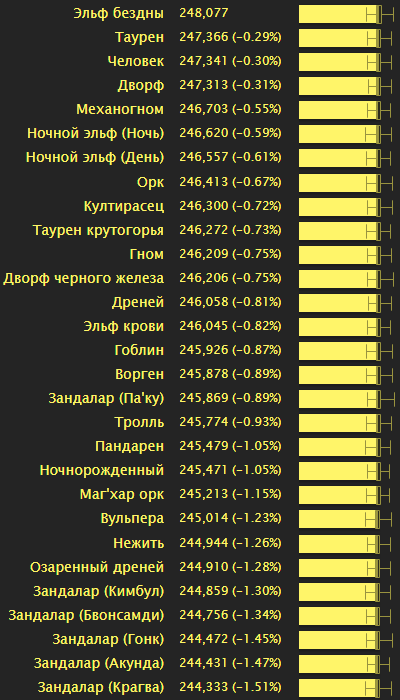 Эльф бездны 248,077
Таурен 247,366 (-0.29%)
Человек 247,341 (-0.30%)
Дворф 247,313 (-0.31%)
Механогном 246,703 (-0.55%)
Ночной эльф (Ночь) 246,620 (-0.59%)
Ночной эльф (День) 246,557 (-0.61%)
Орк 246,413 (-0.67%)
Култирасец 246,300 (-0.72%)
Таурен крутогорья 246,272 (-0.73%)
Гном 246,209 (-0.75%)
Дворф черного железа 246,206 (-0.75%)
Дреней 246,058 (-0.81%)
Эльф крови 246,045 (-0.82%)
Гоблин 245,926 (-0.87%)
Ворген 245,878 (-0.89%)
Зандалар (Па'ку) 245,869 (-0.89%)
Тролль 245,774 (-0.93%)
Пандарен 245,479 (-1.05%)
Ночнорожденный 245,471 (-1.05%)
Маг'хар орк 245,213 (-1.15%)
Вульпера 245,014 (-1.23%)
Нежить 244,944 (-1.26%)
Озаренный дреней 244,910 (-1.28%)
Зандалар (Кимбул) 244,859 (-1.30%)
Зандалар (Бвонсамди) 244,756 (-1.34%)
Зандалар (Гонк) 244,472 (-1.45%)
Зандалар (Акунда) 244,431 (-1.47%)
Зандалар (Крагва) 244,333 (-1.51%)